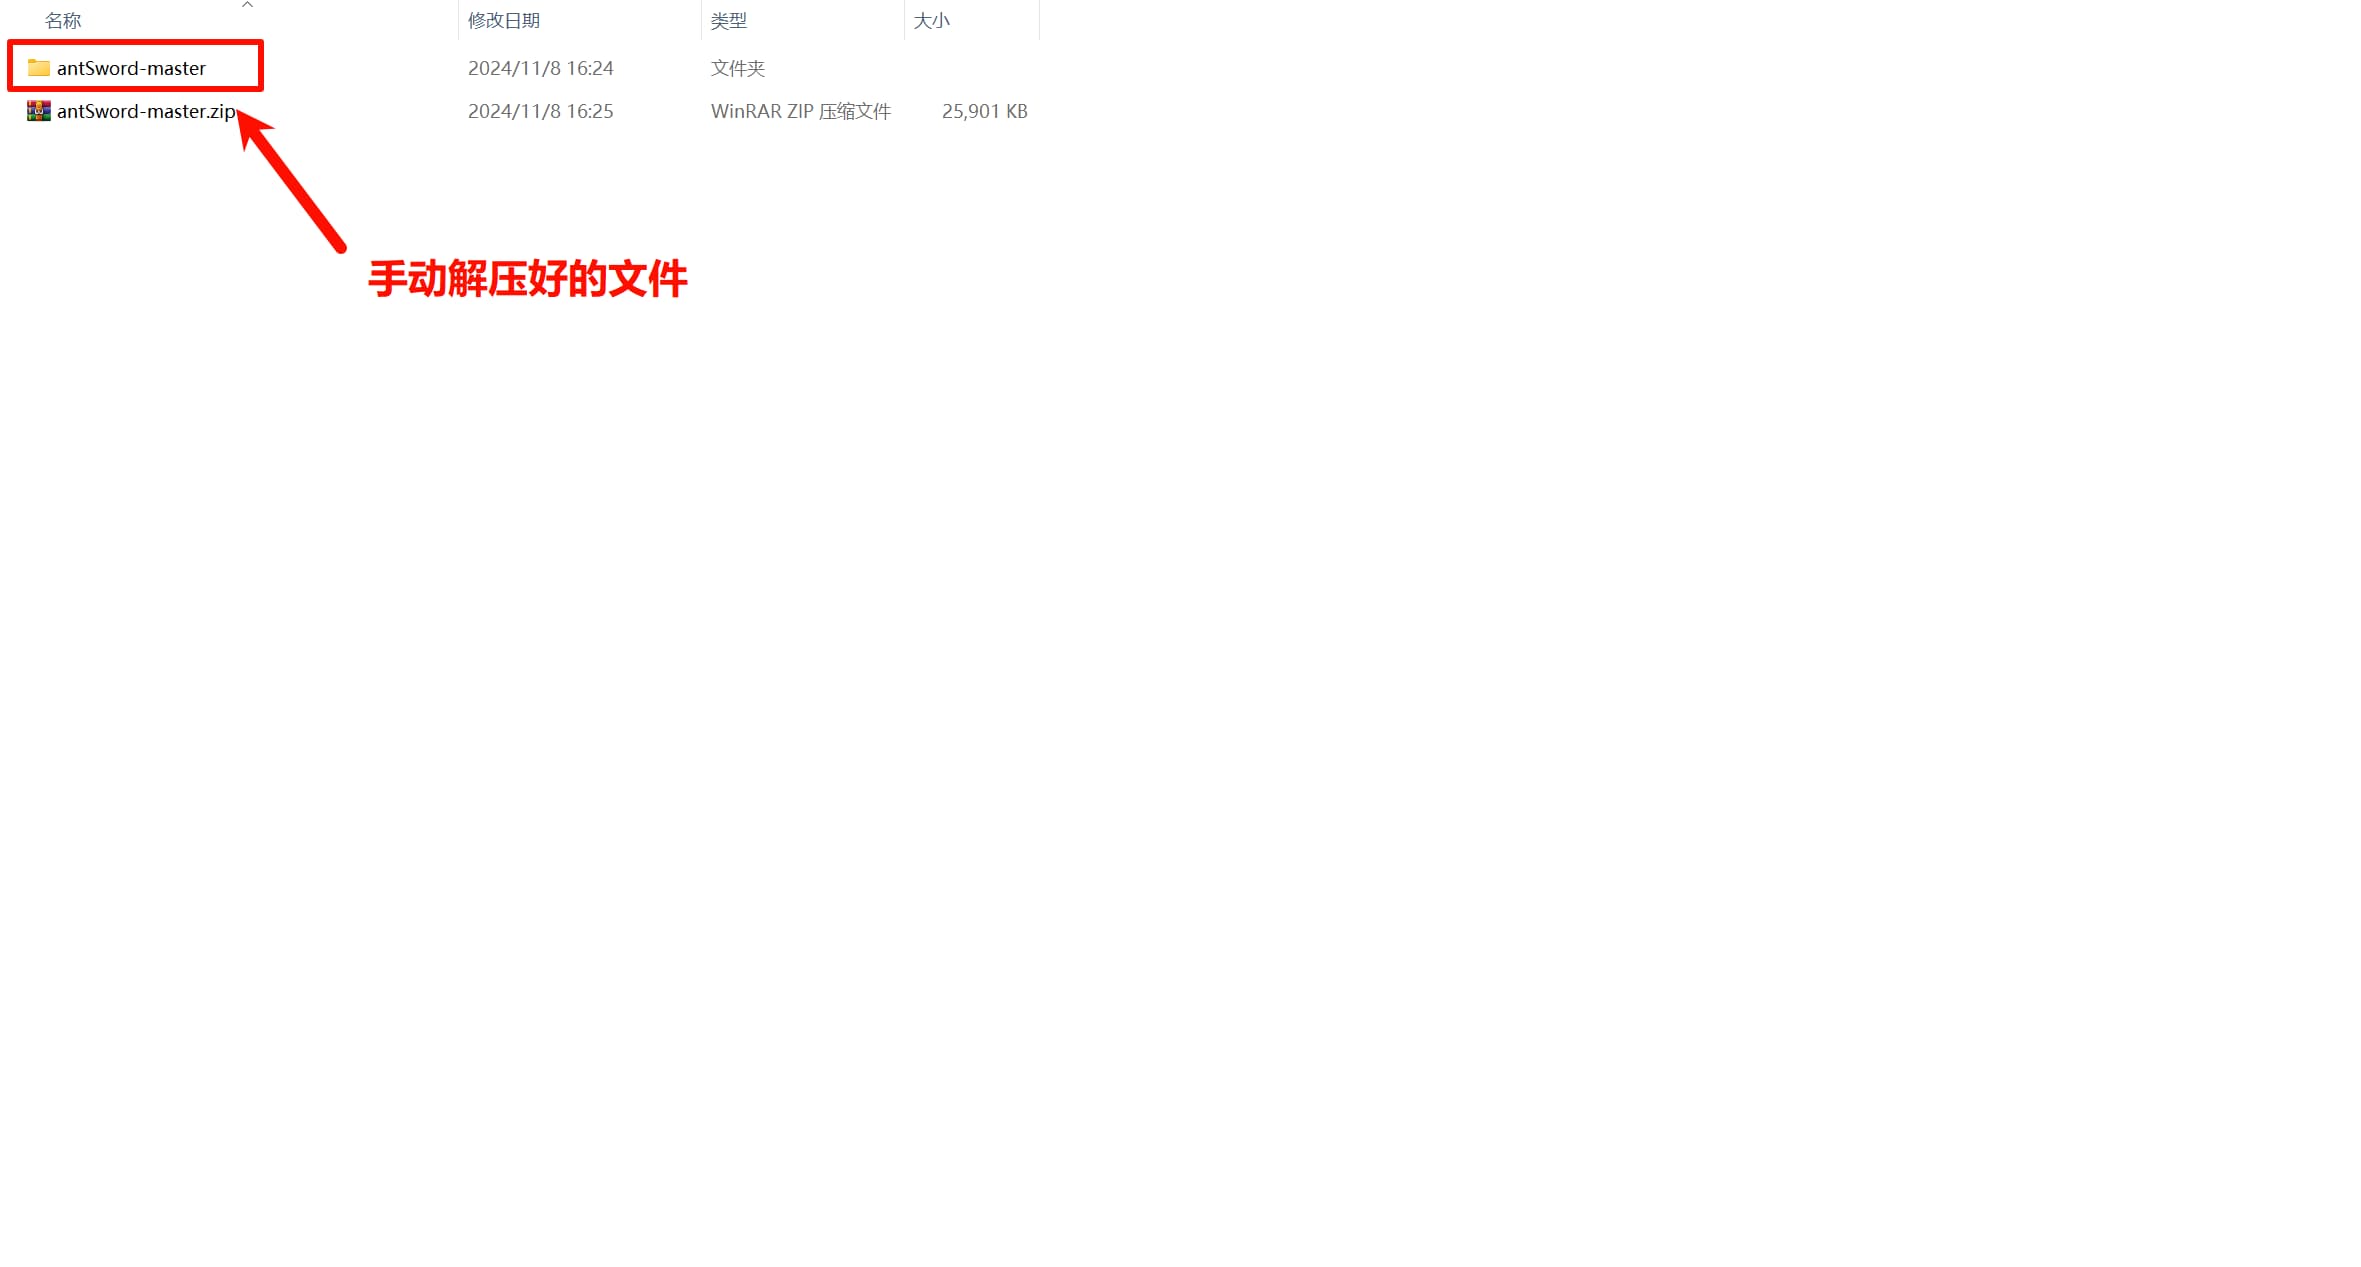 名称 修改日期 类型 大小
antSword-master 2024/11/8 16:24 文件夹
antSword-master.zip 2024/11/8 16:25 WinRAR ZIP 压缩文件 25,901 KB
手动解压好的文件